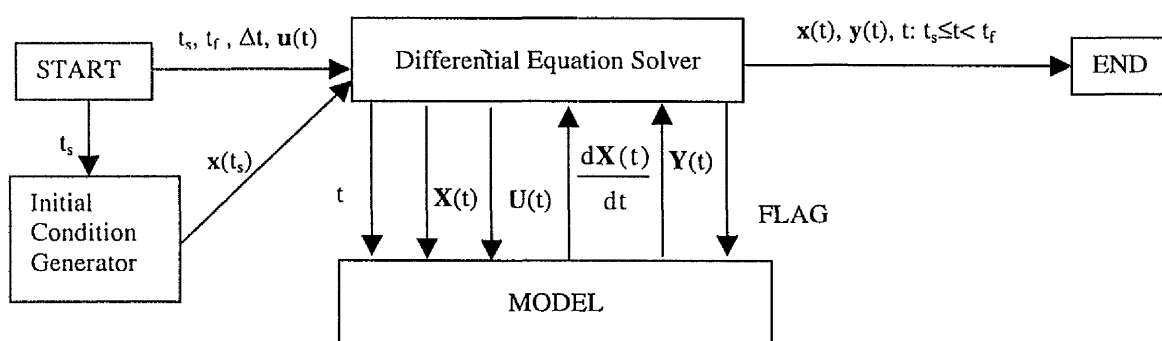 t_s, t_f , Δt, u(t)
START
Differential Equation Solver
x(t), y(t), t: t_s≤t< t_f
END
t_s
x(t_s)
Initial
Condition
Generator
t
X(t)
U(t)
dX(t)
dt
Y(t)
FLAG
MODEL